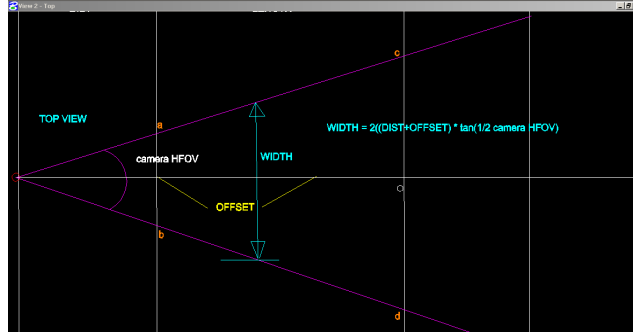 View 2 - Top
c
a
TOP VIEW
WIDTH = 2((DIST+OFFSET) * tan(1/2 camera HFOV)
camera HFOV
WIDTH
OFFSET
b
d